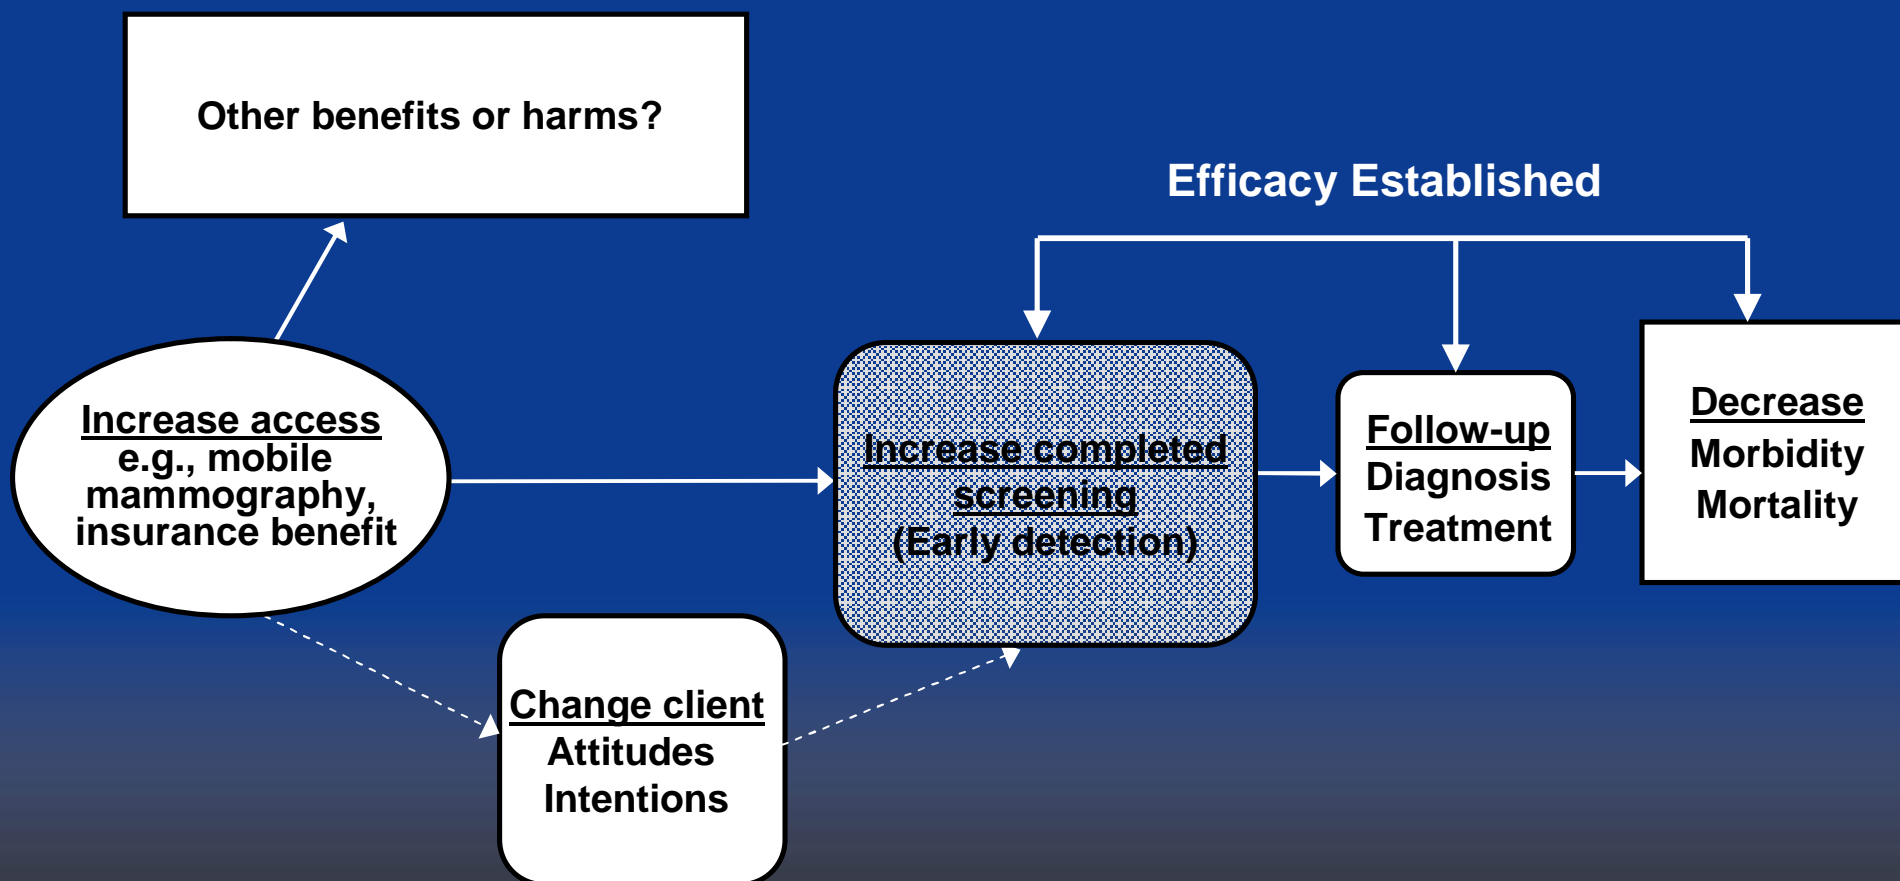 Other benefits or harms?
Efficacy Established
Increase access
e.g., mobile
mammography,
insurance benefit
Increase completed
screening
(Early detection)
Follow-up
Diagnosis
Treatment
Decrease
Morbidity
Mortality
Change client
Attitudes
Intentions